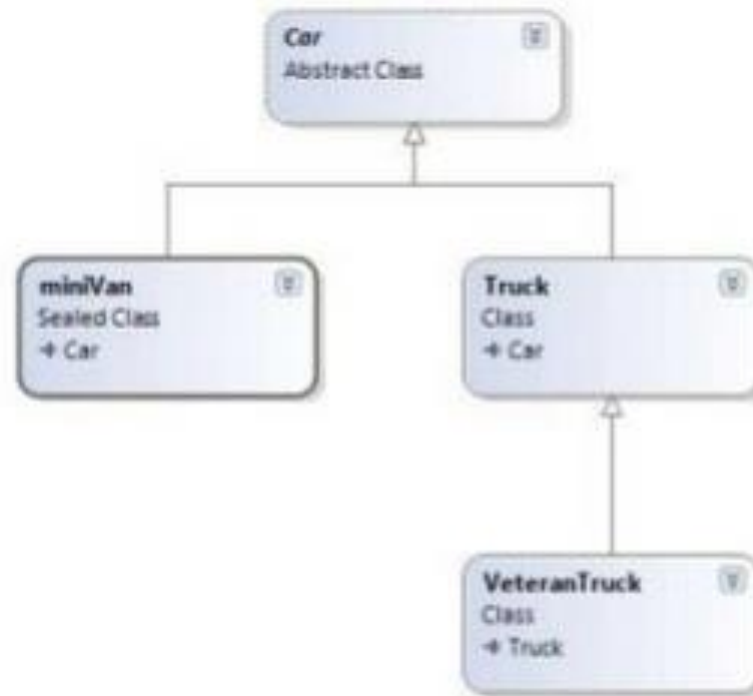 Car
Abstract Class
miniVan
Sealed Class
→ Car
Truck
Class
→ Car
VeteranTruck
Class
→ Truck